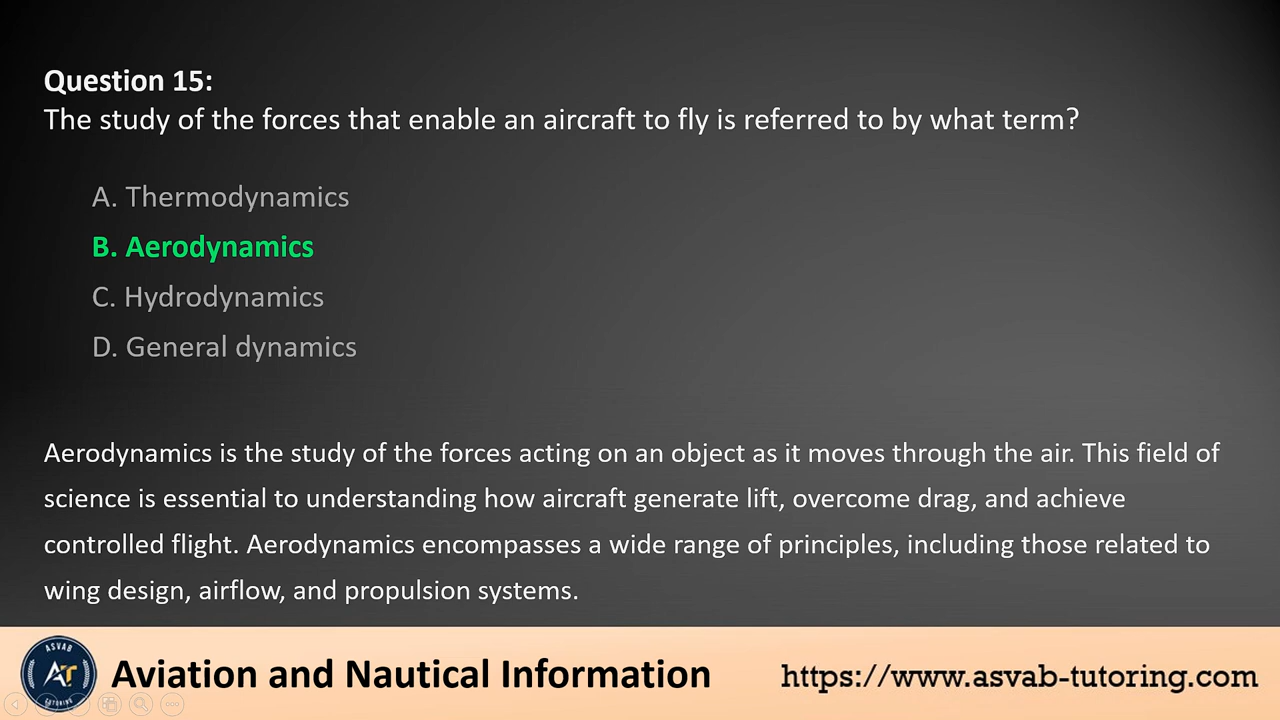 Question 15:
The study of the forces that enable an aircraft to fly is referred to by what term?
A. Thermodynamics
B. Aerodynamics
C. Hydrodynamics
D. General dynamics
Aerodynamics is the study of the forces acting on an object as it moves through the air. This field of
science is essential to understanding how aircraft generate lift, overcome drag, and achieve
controlled flight. Aerodynamics encompasses a wide range of principles, including those related to
wing design, airflow, and propulsion systems.
ASVAB
AT
TUTORING
Aviation and Nautical Information
https://www.asvab-tutoring.com